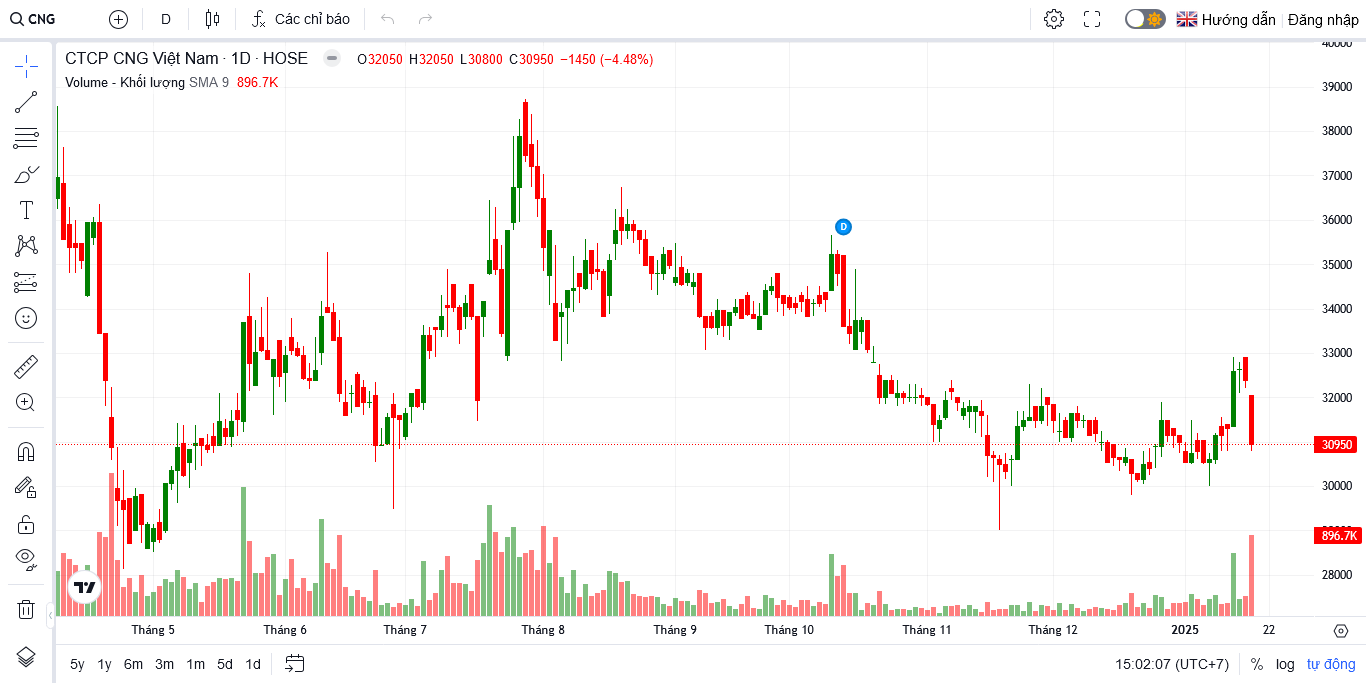 CNG D Các chỉ báo Hướng dẫn Đăng nhập
CTCP CNG Việt Nam · 1D · HOSE O32050 H32050 L30800 C30950 −1450 (−4.48%)
Volume - Khối lượng SMA 9 896.7K
40000
39000
38000
37000
36000
D
35000
34000
33000
32000
30950
30000
896.7K
28000
Tháng 5 Tháng 6 Tháng 7 Tháng 8 Tháng 9 Tháng 10 Tháng 11 Tháng 12 2025 22
5y 1y 6m 3m 1m 5d 1d 15:02:07 (UTC+7) % log tự động